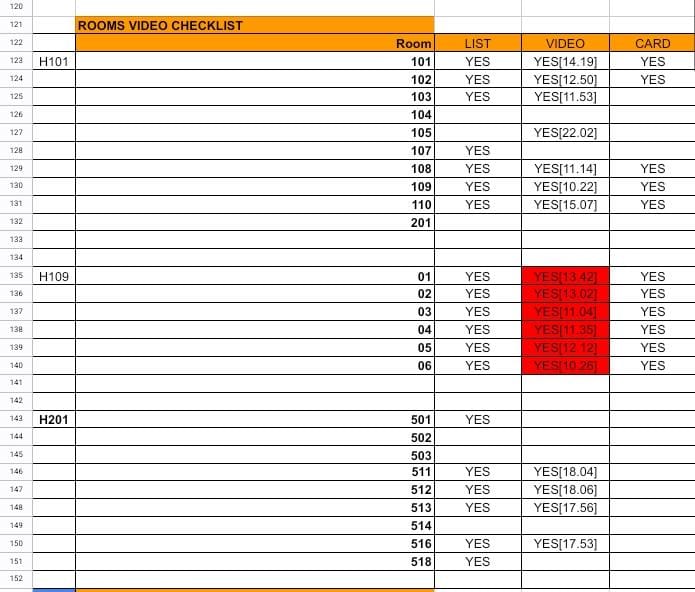 120
121 ROOMS VIDEO CHECKLIST
122 Room LIST VIDEO CARD
123 H101 101 YES YES[14.19] YES
124 102 YES YES[12.50] YES
125 103 YES YES[11.53]
126 104
127 105 YES[22.02]
128 107 YES
129 108 YES YES[11.14] YES
130 109 YES YES[10.22] YES
131 110 YES YES[15.07] YES
132 201
133
134
135 H109 01 YES YES[13.42] YES
136 02 YES YES[13.02] YES
137 03 YES YES[11.04] YES
138 04 YES YES[11.35] YES
139 05 YES YES[12.12] YES
140 06 YES YES[10.28] YES
141
142
143 H201 501 YES
144 502
145 503
146 511 YES YES[18.04]
147 512 YES YES[18.06]
148 513 YES YES[17.56]
149 514
150 516 YES YES[17.53]
151 518 YES
152